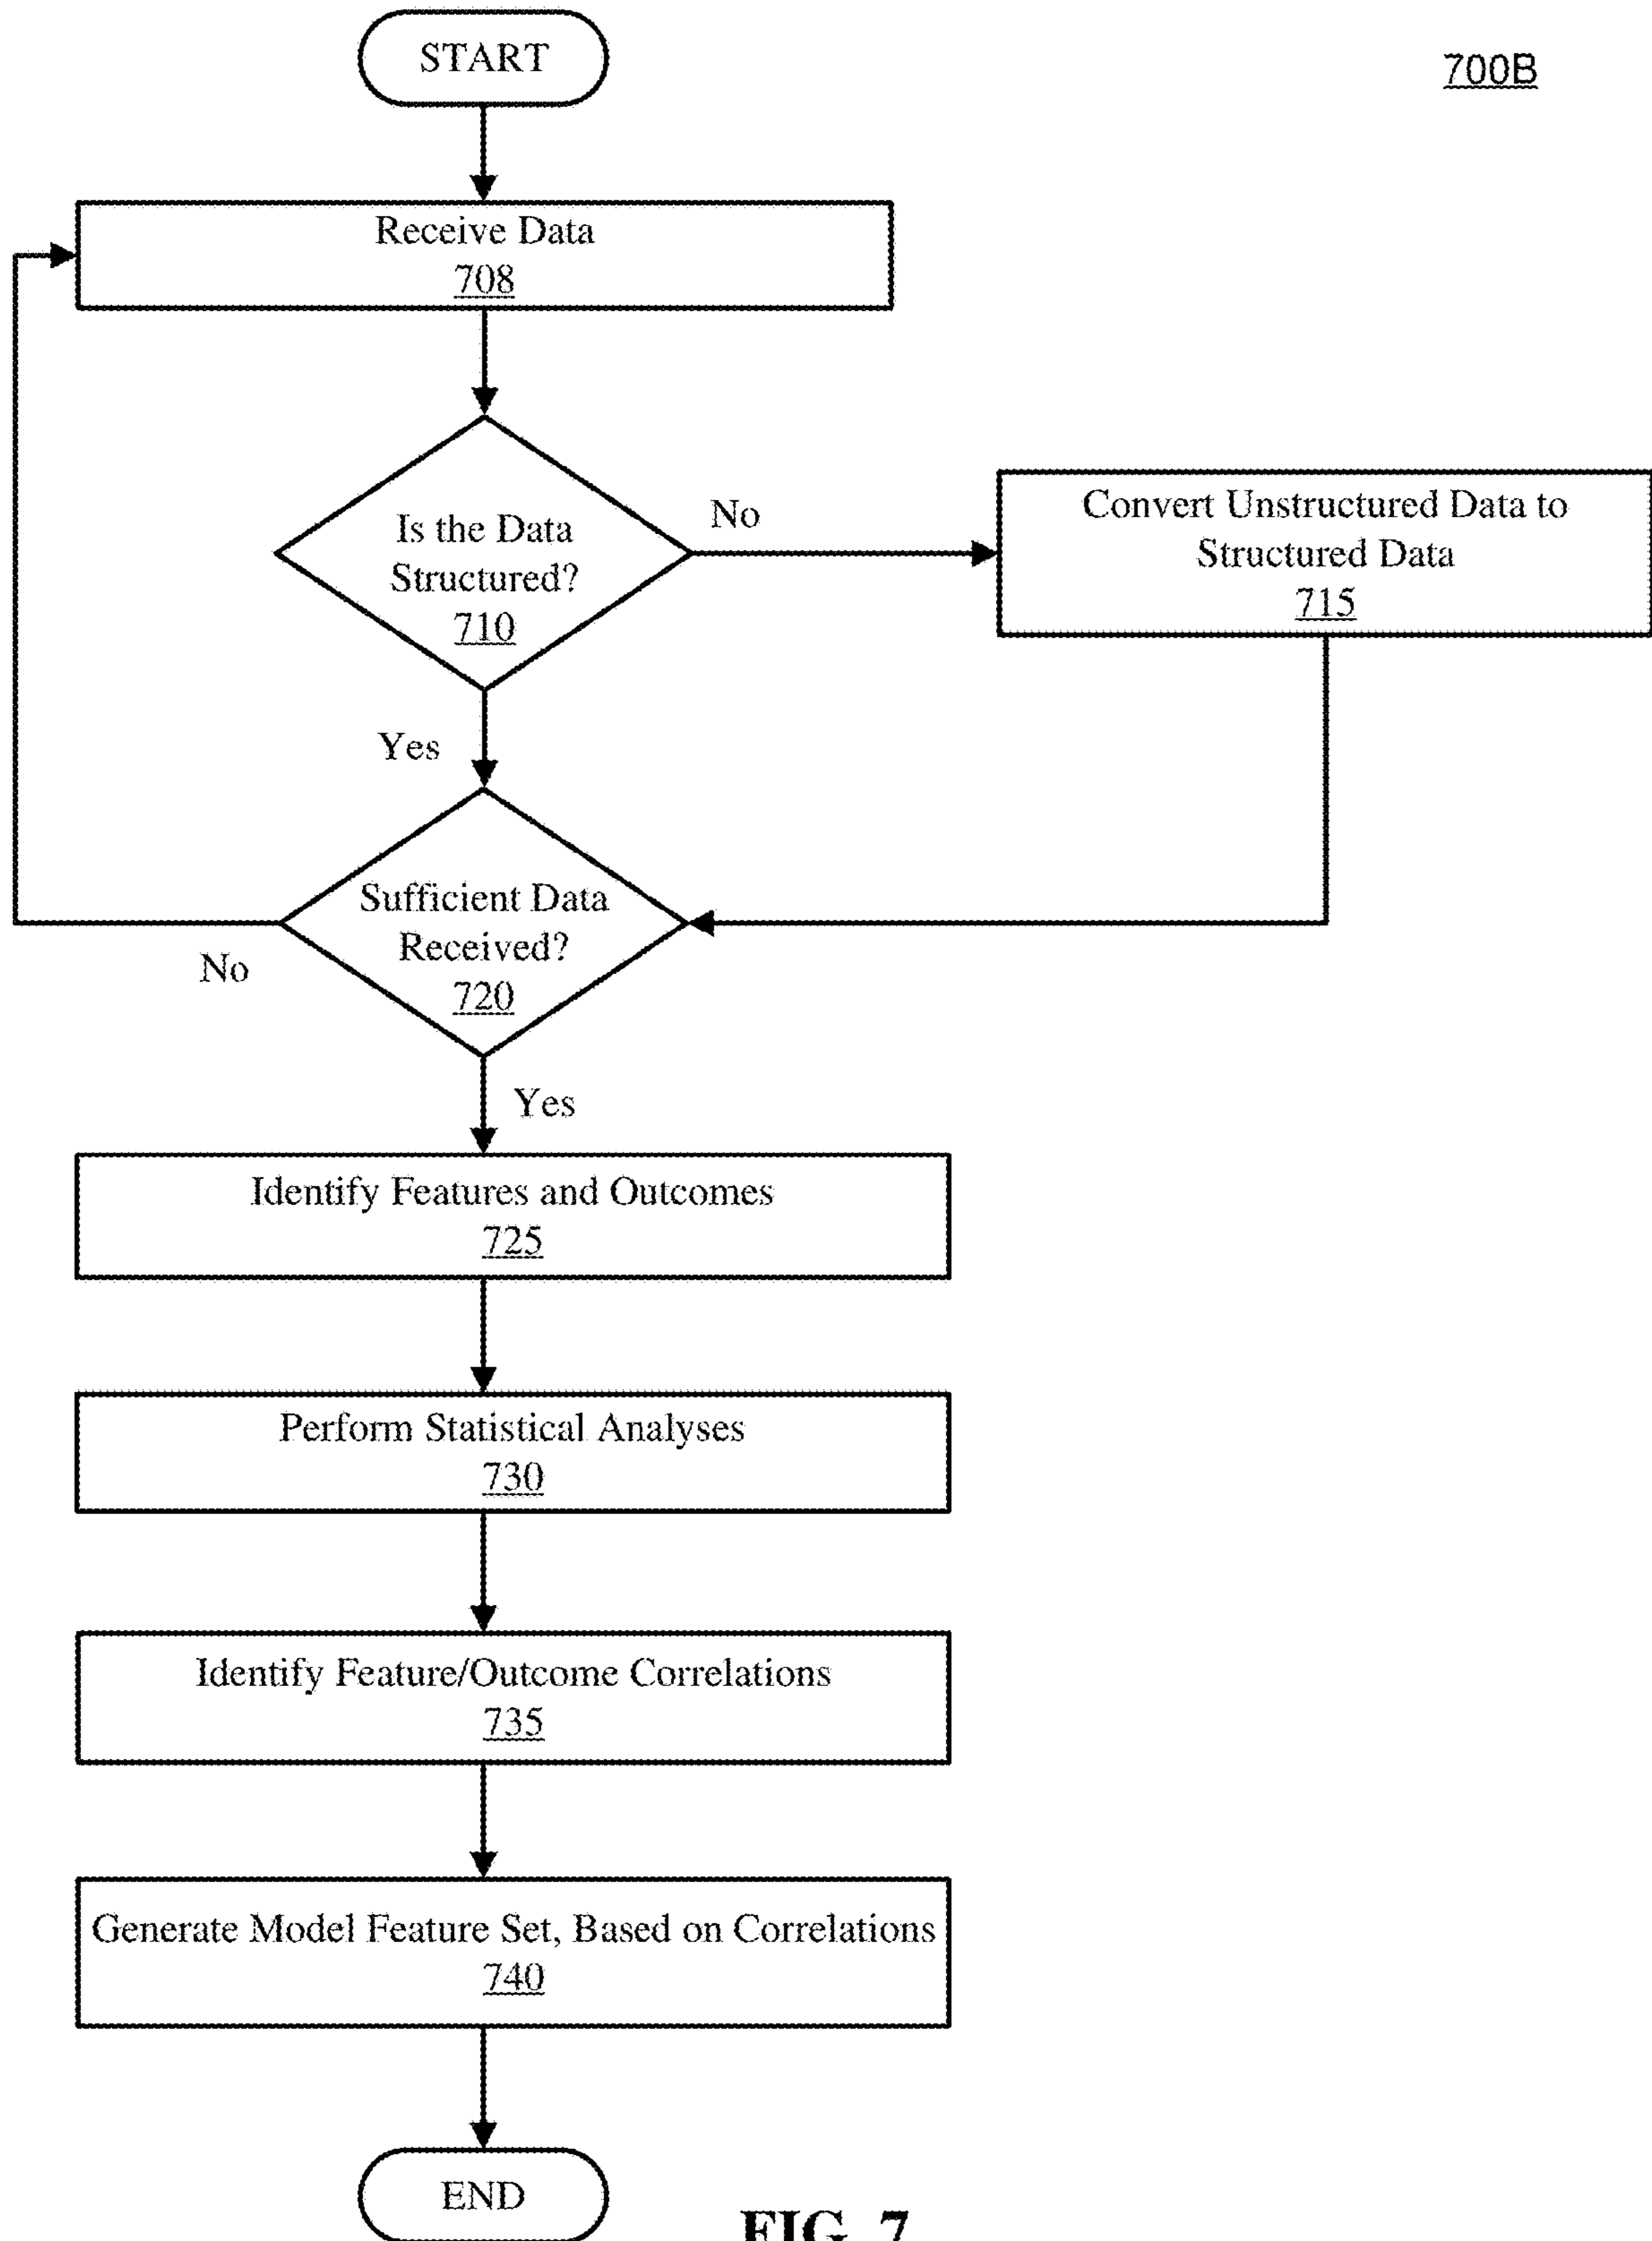 START
700B
Receive Data
708
Is the Data
Structured?
710
No
Convert Unstructured Data to
Structured Data
715
Yes
Sufficient Data
Received?
720
No
Yes
Identify Features and Outcomes
725
Perform Statistical Analyses
730
Identify Feature/Outcome Correlations
735
Generate Model Feature Set, Based on Correlations
740
END
FIG. 7